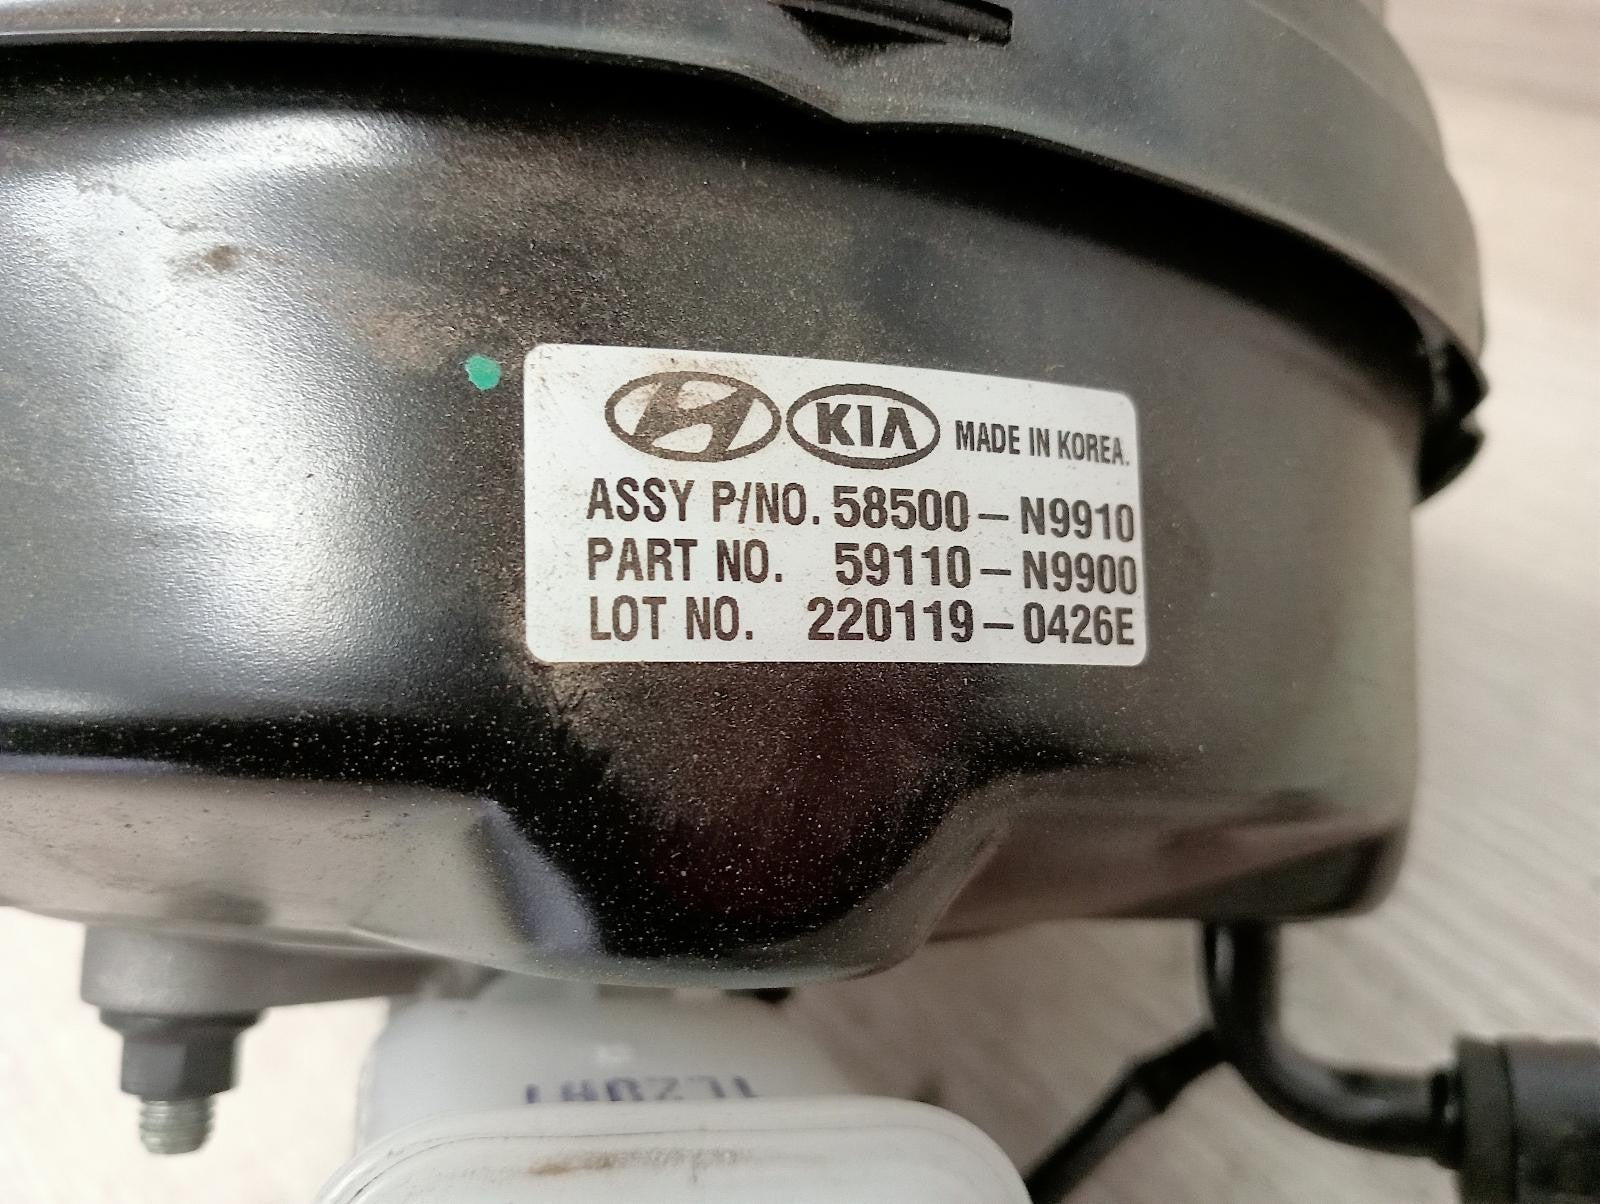 KIA MADE IN KOREA.
ASSY P/NO. 58500-N9910
PART NO. 59110-N9900
LOT NO. 220119-0426E